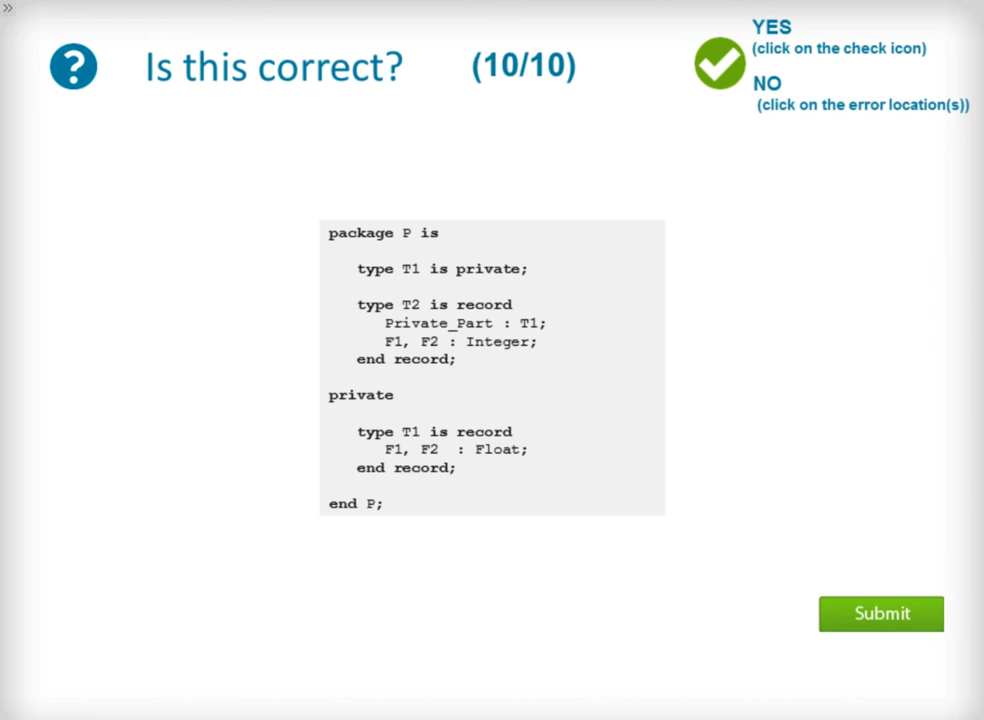 »
?
Is this correct? (10/10)
YES
(click on the check icon)
NO
(click on the error location(s))
package P is
type T1 is private;
type T2 is record
Private_Part : T1;
F1, F2 : Integer;
end record;
private
type T1 is record
F1, F2 : Float;
end record;
end P;
Submit